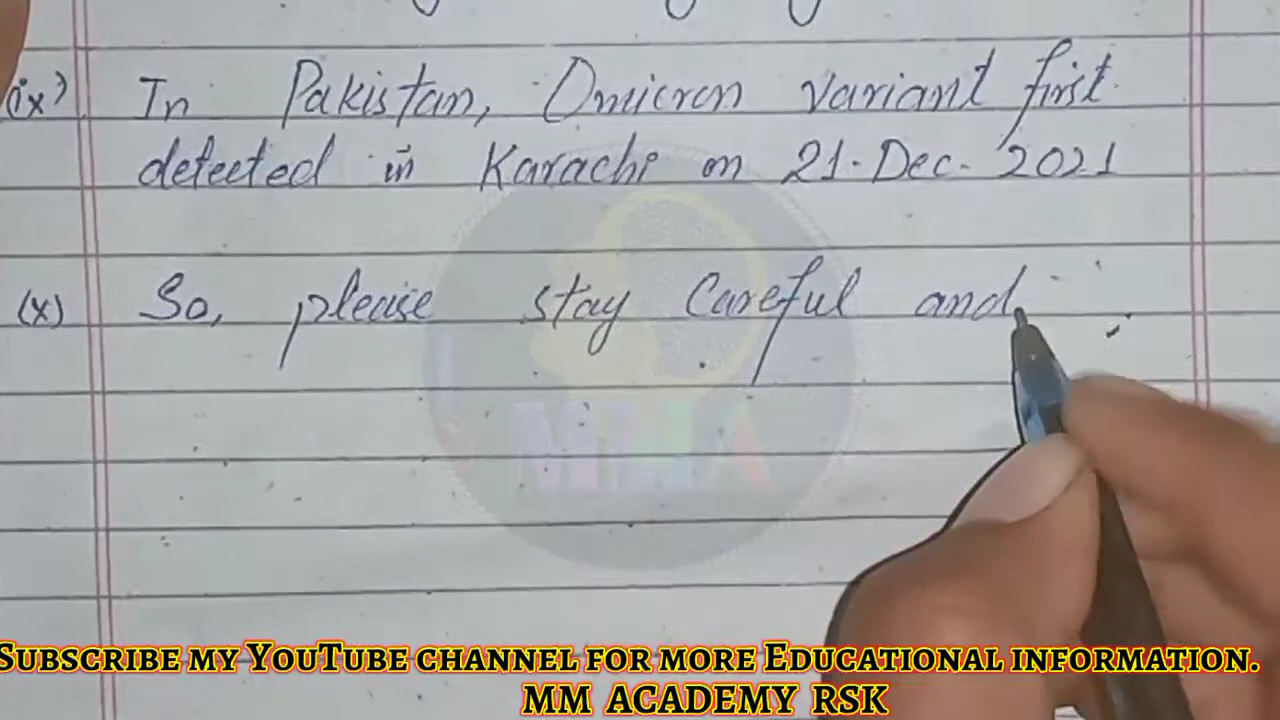 (ix) In Pakistan, Omicron variant first
detected in Karachi on 21-Dec-2021
(x) So, please stay Careful and
SUBSCRIBE MY YOUTUBE CHANNEL FOR MORE EDUCATIONAL INFORMATION.
MM ACADEMY RSK